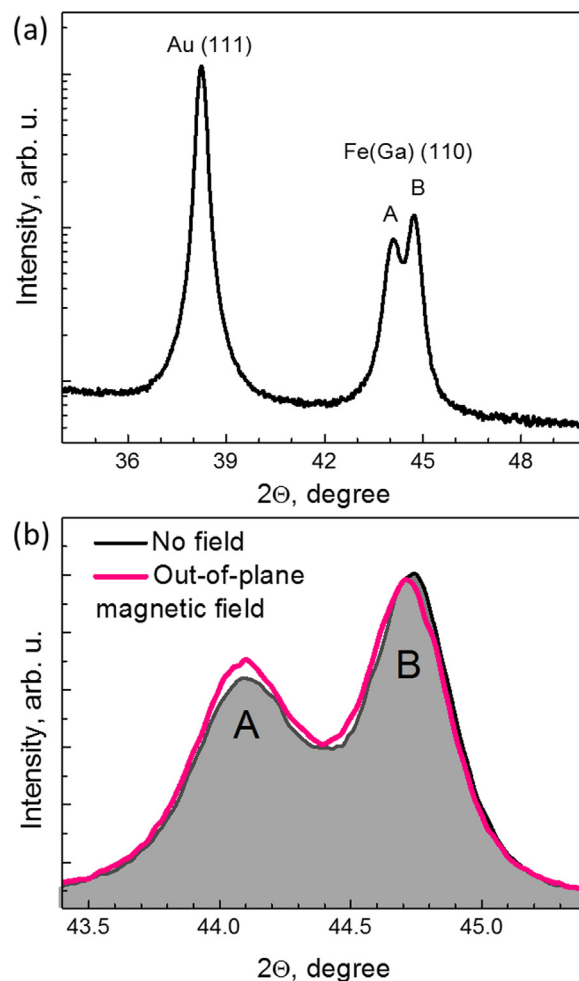 (a)
Au (111)
Fe(Ga) (110)
B
A
Intensity, arb. u.
36 39 42 45 48
2Θ, degree
(b)
No field
Out-of-plane
magnetic field
B
A
Intensity, arb. u.
43.5 44.0 44.5 45.0
2Θ, degree